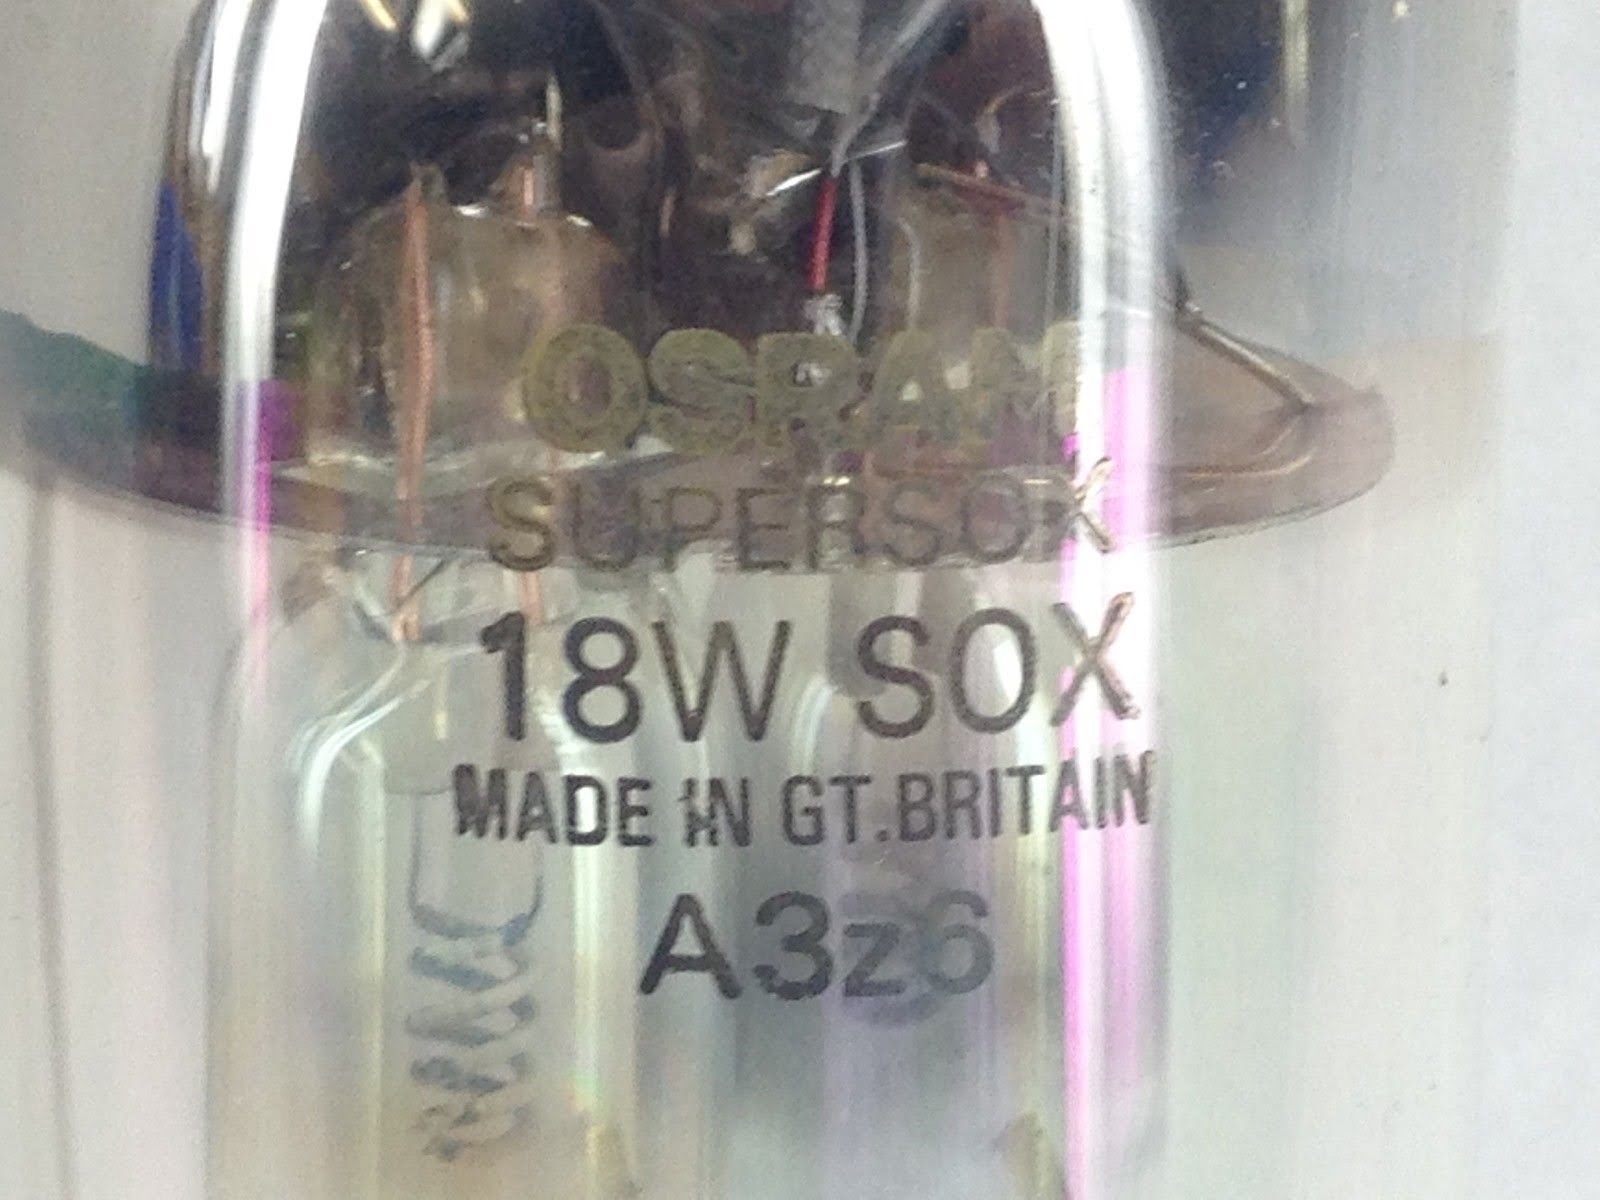 OSRAM
SUPERSOX
18W SOX
MADE IN GT.BRITAIN
A3z6